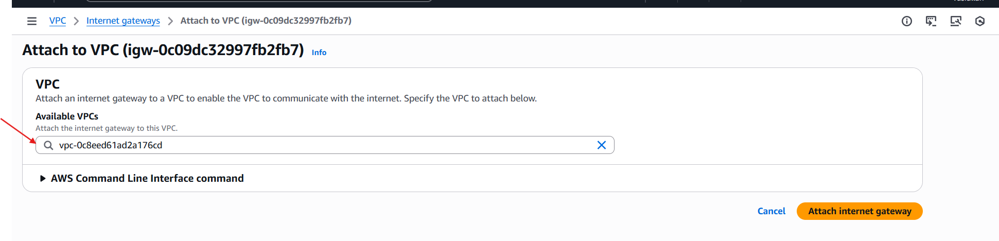 VPC > Internet gateways > Attach to VPC (igw-0c09dc32997fb2fb7)
Attach to VPC (igw-0c09dc32997fb2fb7) Info
VPC
Attach an internet gateway to a VPC to enable the VPC to communicate with the internet. Specify the VPC to attach below.
Available VPCs
Attach the internet gateway to this VPC.
vpc-0c8eed61ad2a176cd
AWS Command Line Interface command
Cancel Attach internet gateway